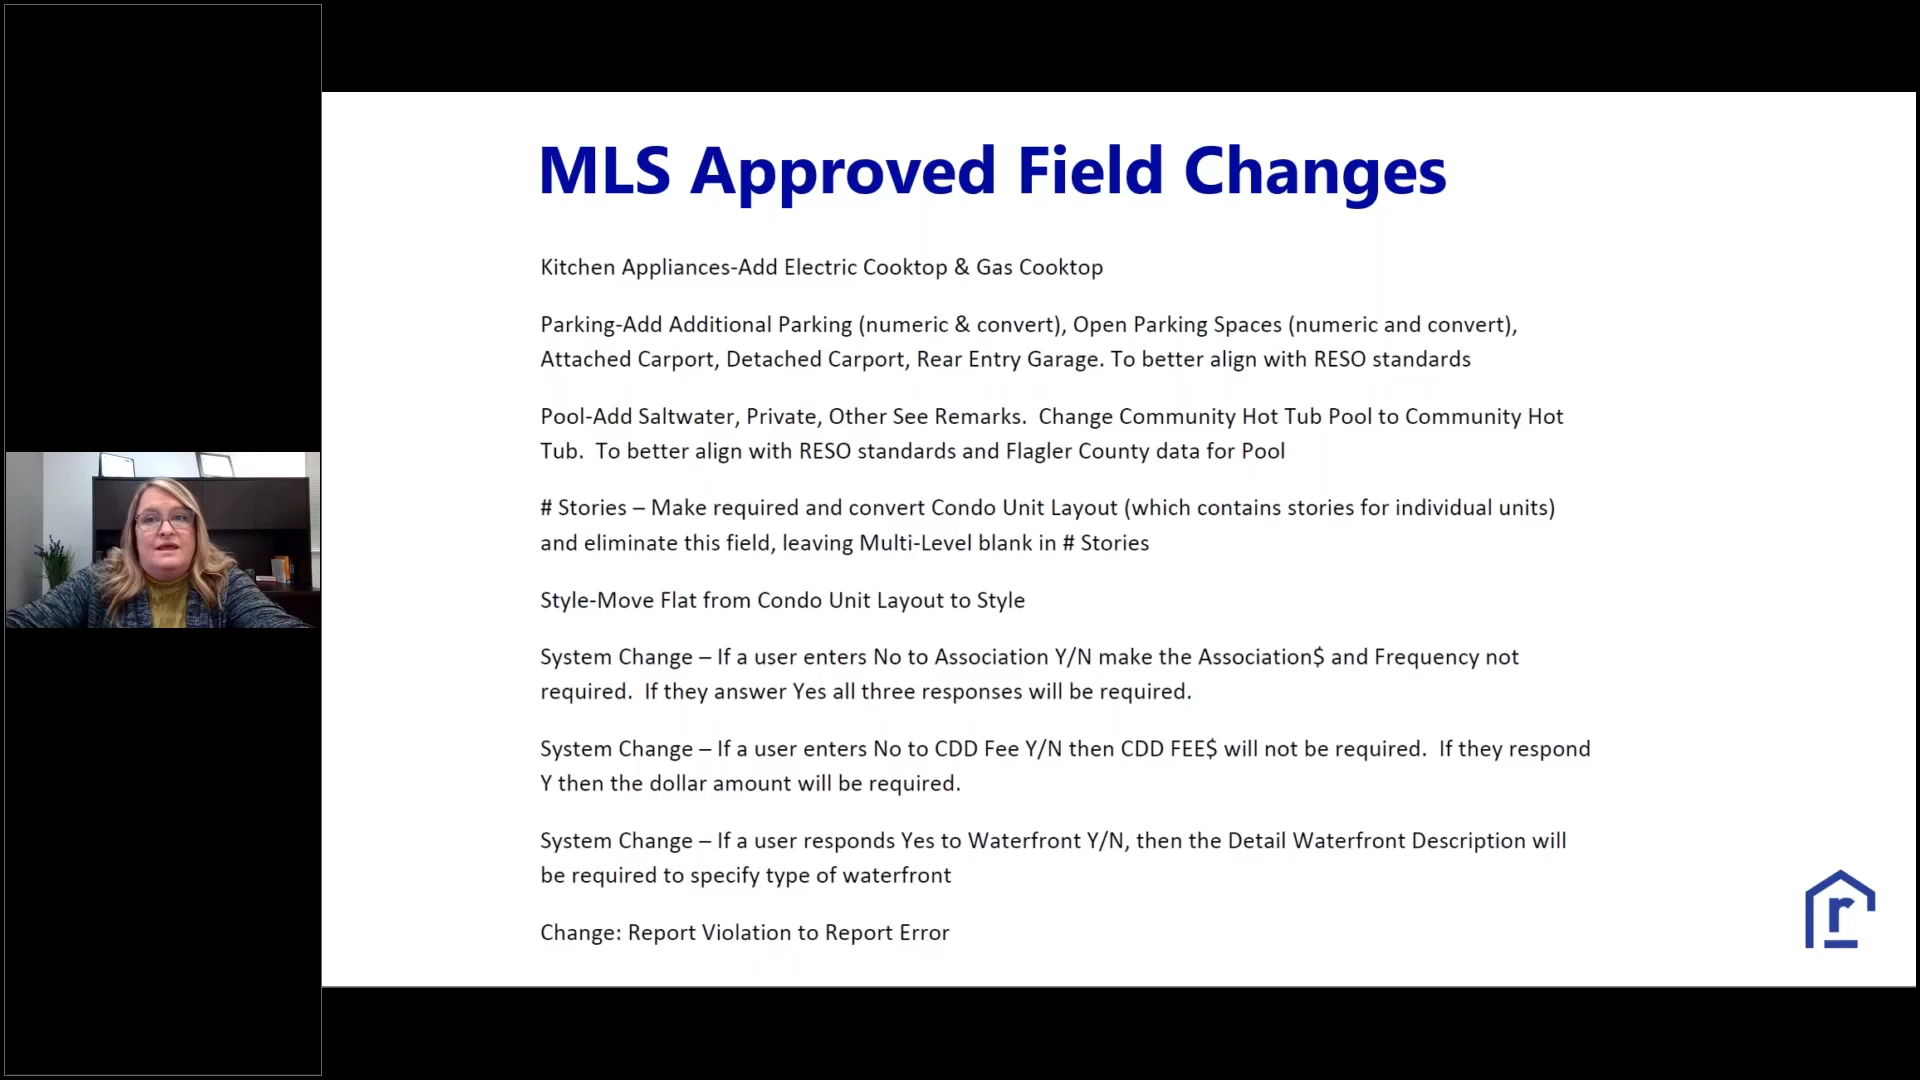 MLS Approved Field Changes
Kitchen Appliances-Add Electric Cooktop & Gas Cooktop
Parking-Add Additional Parking (numeric & convert), Open Parking Spaces (numeric and convert),
Attached Carport, Detached Carport, Rear Entry Garage. To better align with RESO standards
Pool-Add Saltwater, Private, Other See Remarks.  Change Community Hot Tub Pool to Community Hot
Tub.  To better align with RESO standards and Flagler County data for Pool
# Stories – Make required and convert Condo Unit Layout (which contains stories for individual units)
and eliminate this field, leaving Multi-Level blank in # Stories
Style-Move Flat from Condo Unit Layout to Style
System Change – If a user enters No to Association Y/N make the Association$ and Frequency not
required.  If they answer Yes all three responses will be required.
System Change – If a user enters No to CDD Fee Y/N then CDD FEE$ will not be required.  If they respond
Y then the dollar amount will be required.
System Change – If a user responds Yes to Waterfront Y/N, then the Detail Waterfront Description will
be required to specify type of waterfront
Change: Report Violation to Report Error
r